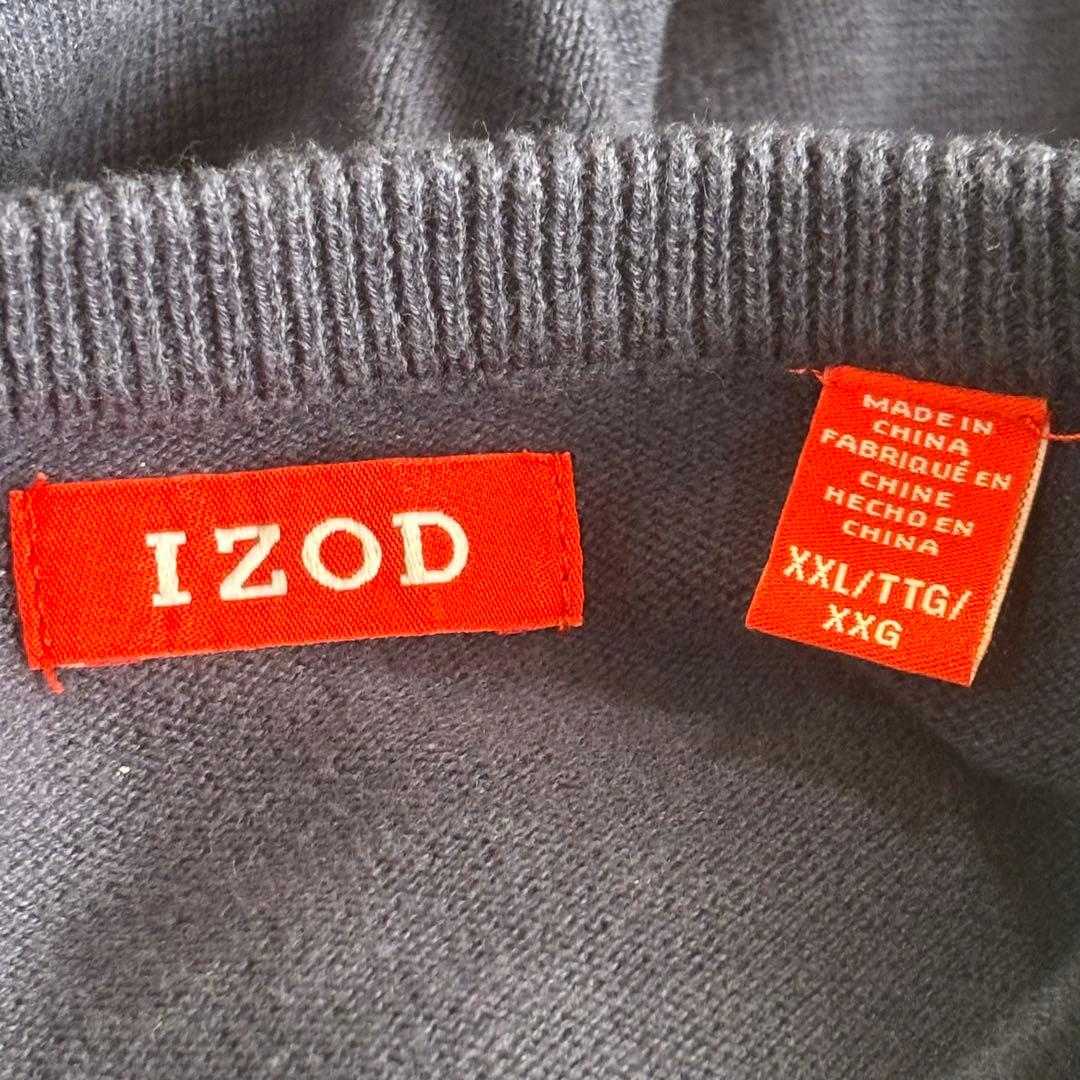 IZOD
MADE IN
CHINA
FABRIQUÉ EN
CHINE
HECHO EN
CHINA
XXL/TTG/
XXG